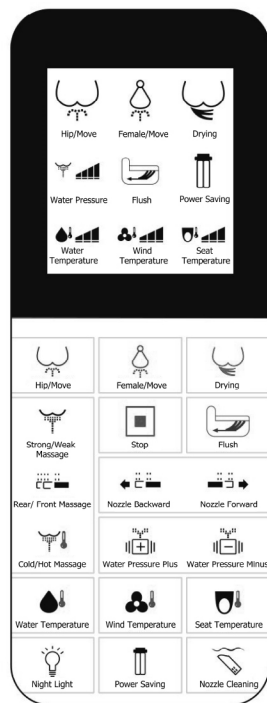 Hip/Move Female/Move Drying
Water Pressure Flush Power Saving
Water Wind Seat
Temperature Temperature Temperature
Hip/Move Female/Move Drying
Strong/Weak Stop Flush
Massage
Rear/ Front Massage Nozzle Backward Nozzle Forward
Cold/Hot Massage Water Pressure Plus Water Pressure Minus
Water Temperature Wind Temperature Seat Temperature
Night Light Power Saving Nozzle Cleaning